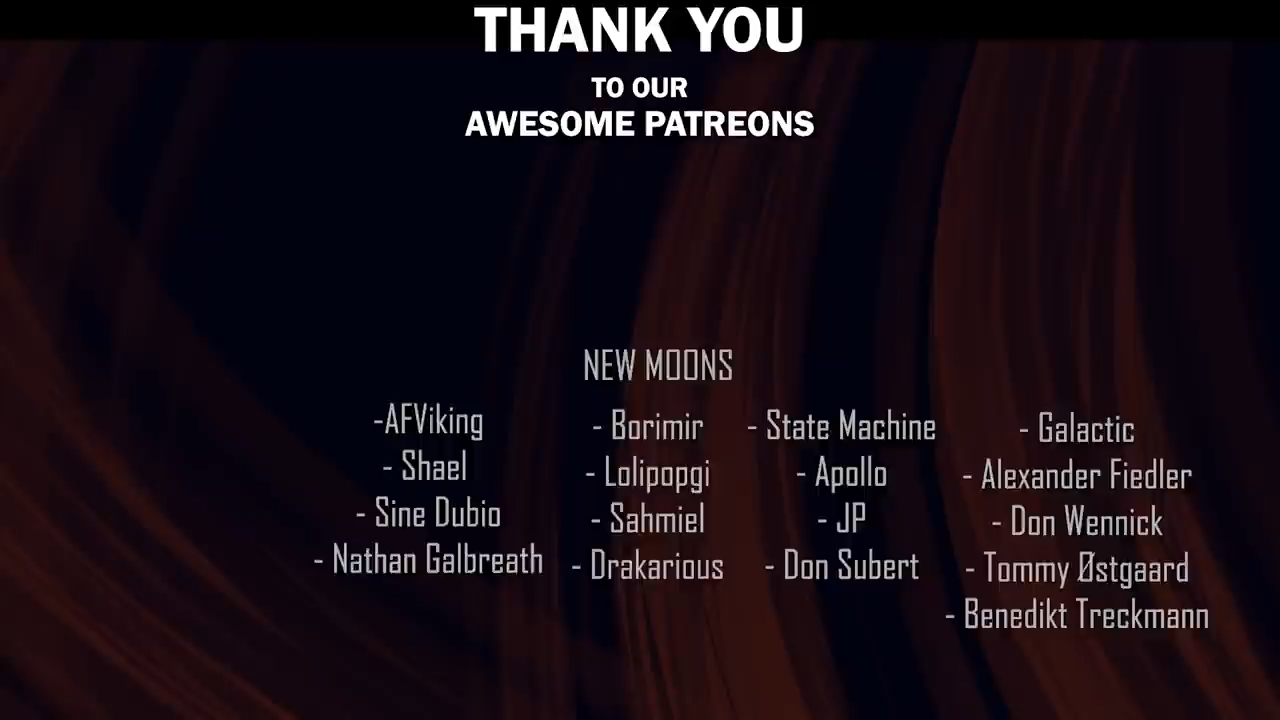 THANK YOU
TO OUR
AWESOME PATREONS
NEW MOONS
-AFViking
- Shael
- Sine Dubio
- Nathan Galbreath
- Borimir
- Lolipopgi
- Sahmiel
- Drakarious
- State Machine
- Apollo
- JP
- Don Subert
- Galactic
- Alexander Fiedler
- Don Wennick
- Tommy Østgaard
- Benedikt Treckmann